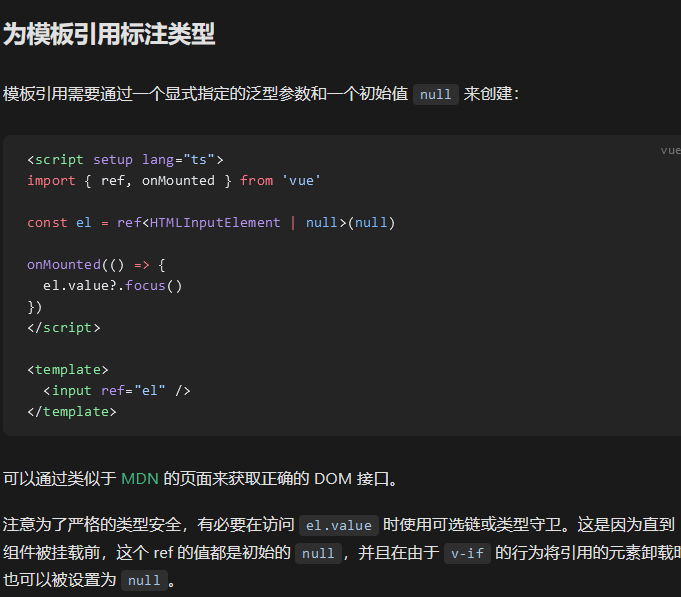 为模板引用标注类型
模板引用需要通过一个显式指定的泛型参数和一个初始值 null 来创建：
vue
<script setup lang="ts">
import { ref, onMounted } from 'vue'

const el = ref<HTMLInputElement | null>(null)

onMounted(() => {
  el.value?.focus()
})
</script>

<template>
  <input ref="el" />
</template>
可以通过类似于 MDN 的页面来获取正确的 DOM 接口。
注意为了严格的类型安全，有必要在访问 el.value 时使用可选链或类型守卫。这是因为直到
组件被挂载前，这个 ref 的值都是初始的 null，并且在由于 v-if 的行为将引用的元素卸载时
也可以被设置为 null。